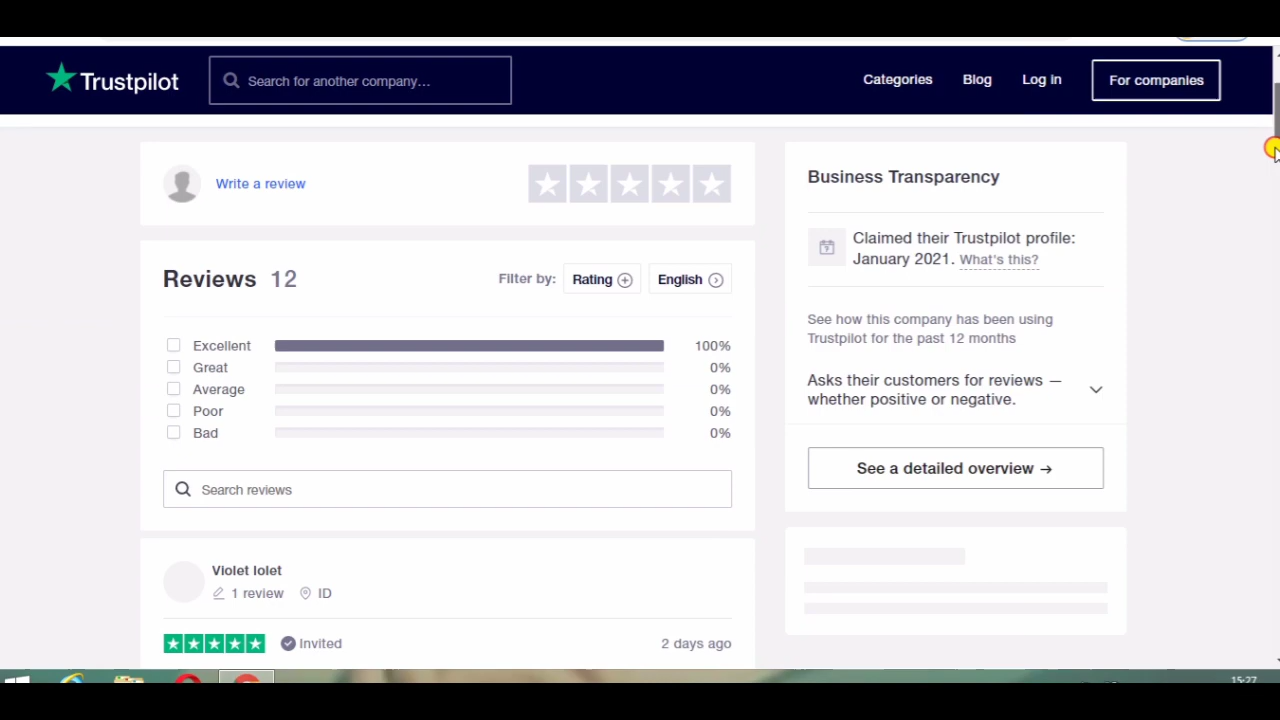 Trustpilot
Search for another company...
Categories
Blog
Log in
For companies
Write a review
Reviews 12
Filter by:
Rating
English
Excellent 100%
Great 0%
Average 0%
Poor 0%
Bad 0%
Search reviews
Violet Iolet
1 review
ID
Invited
2 days ago
Business Transparency
Claimed their Trustpilot profile:
January 2021. What's this?
See how this company has been using
Trustpilot for the past 12 months
Asks their customers for reviews —
whether positive or negative.
See a detailed overview →
15:27